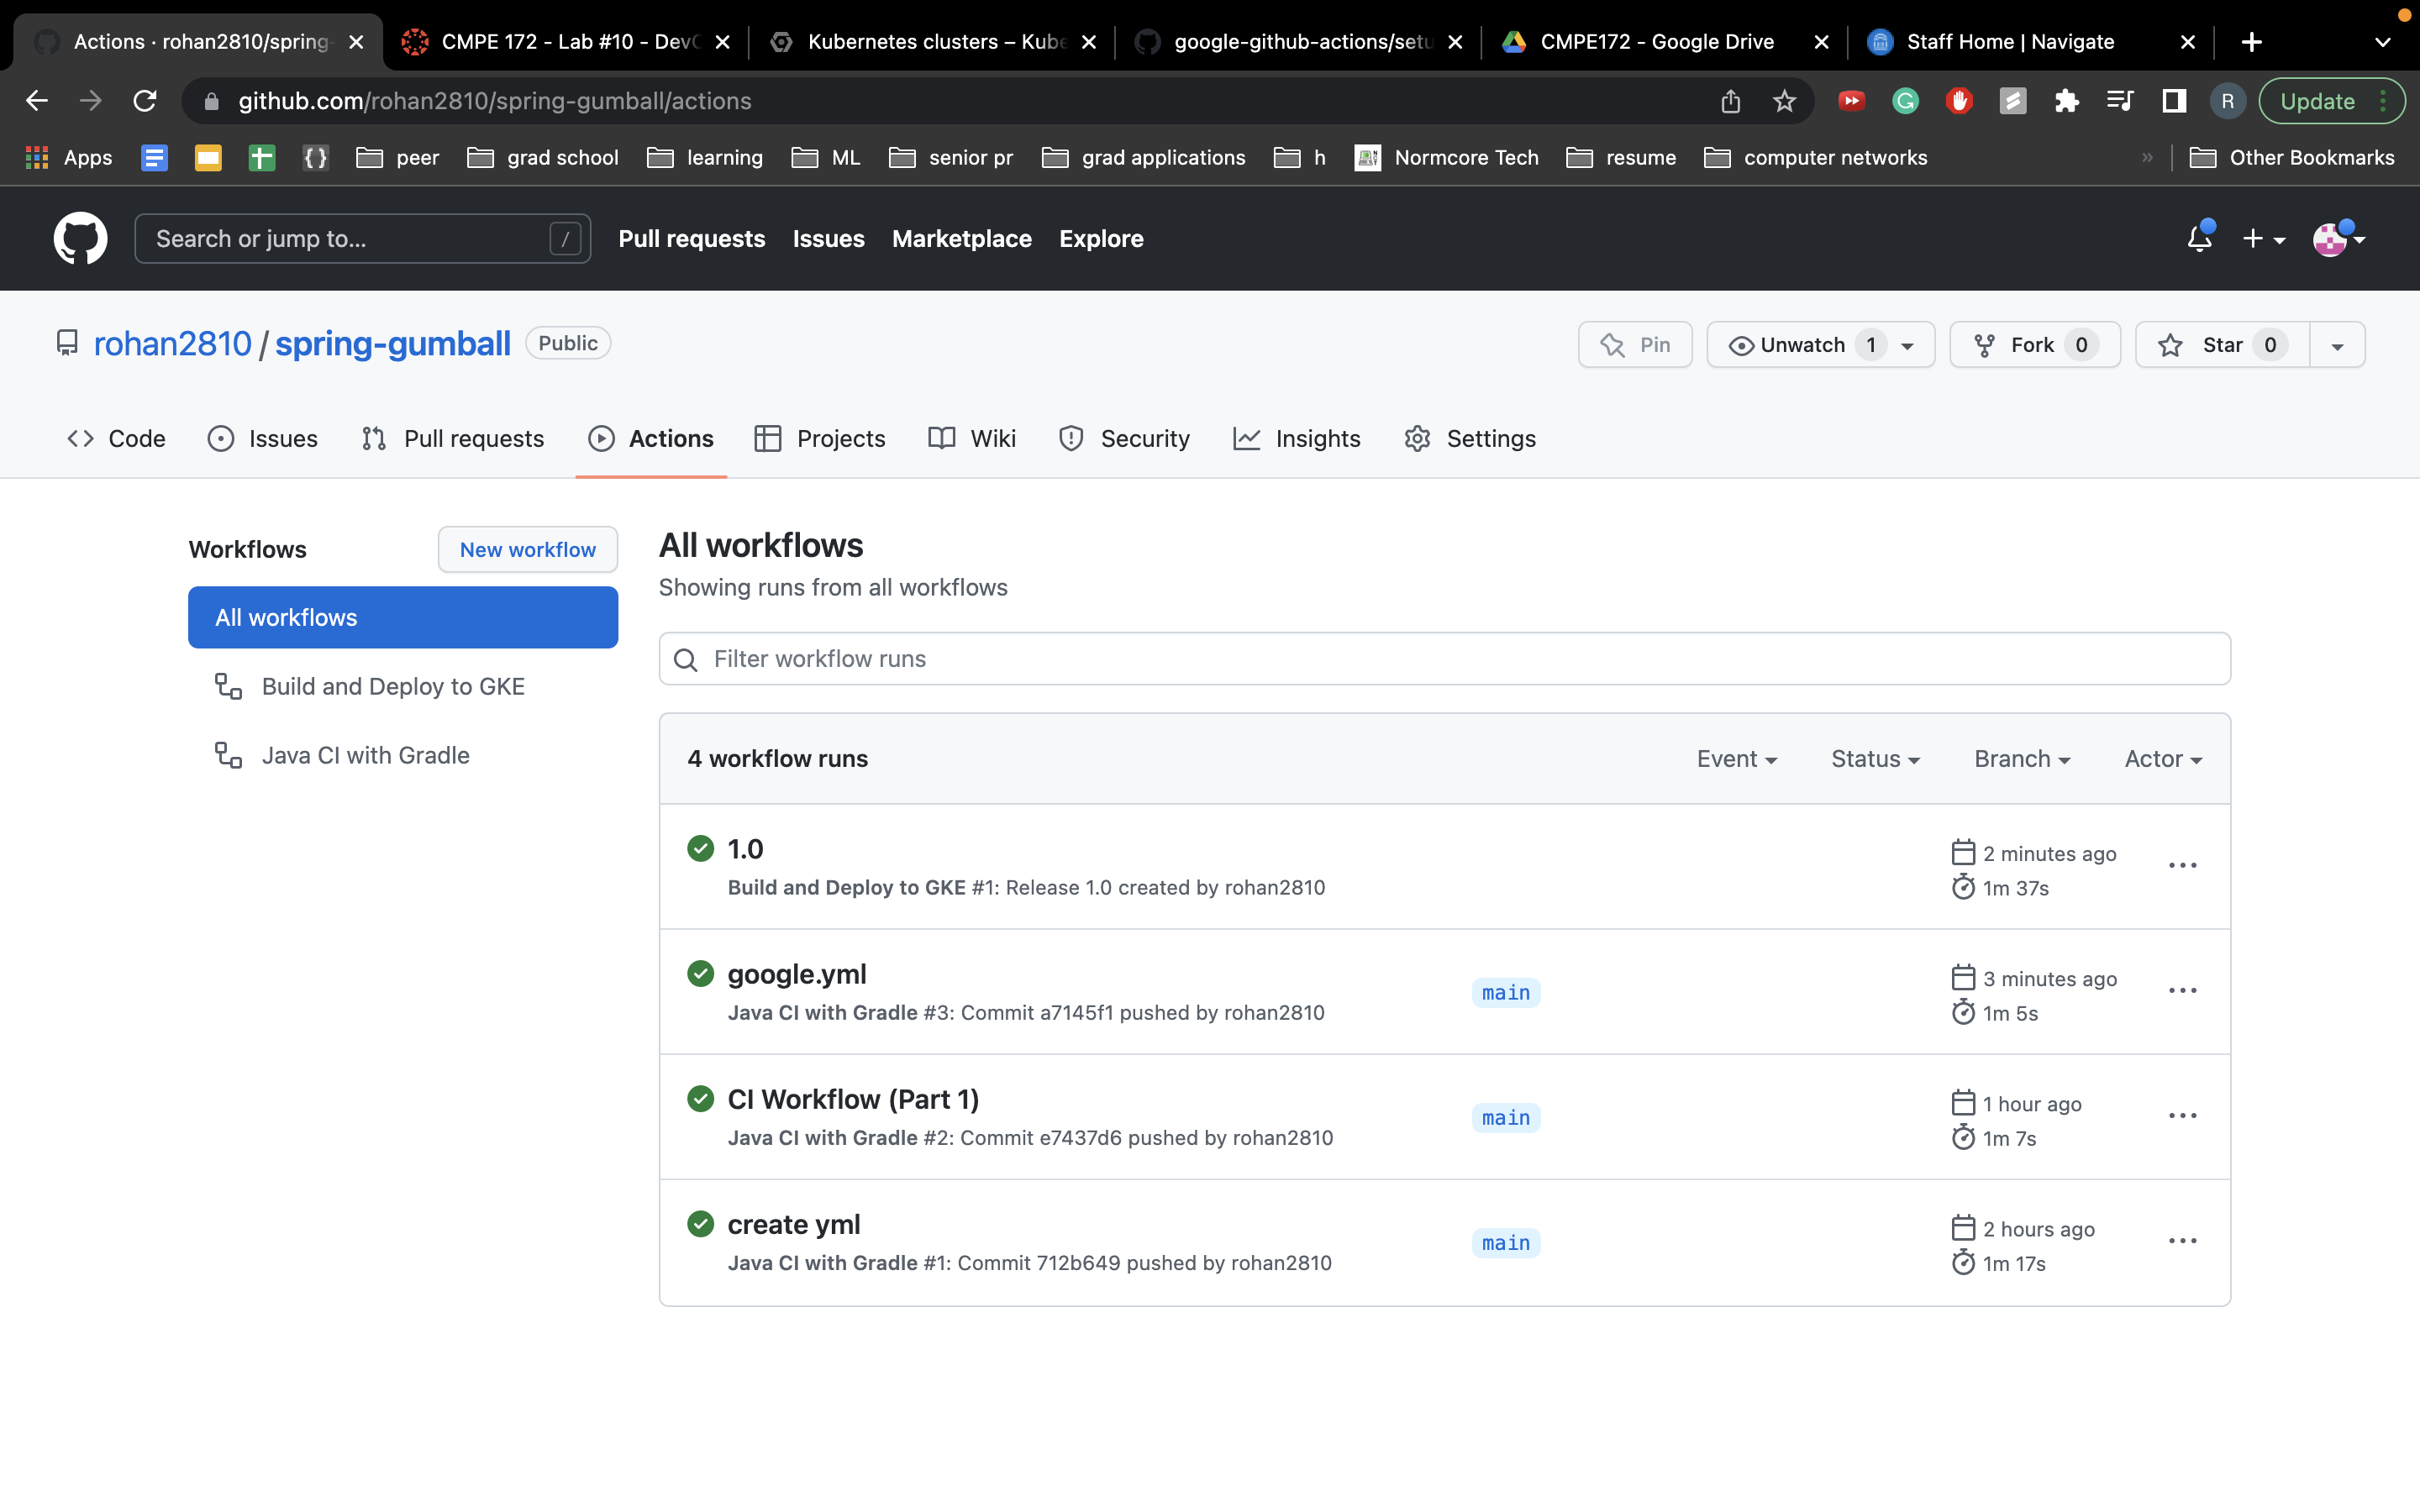 Actions · rohan2810/spring-
CMPE 172 - Lab #10 - Dev
Kubernetes clusters – Kube
google-github-actions/setu
CMPE172 - Google Drive
Staff Home | Navigate
github.com/rohan2810/spring-gumball/actions
R
Update
Apps
peer
grad school
learning
ML
senior pr
grad applications
h
Normcore Tech
resume
computer networks
»
Other Bookmarks
Search or jump to...
/
Pull requests
Issues
Marketplace
Explore
rohan2810 / spring-gumball
Public
Pin
Unwatch 1
Fork 0
Star 0
Code
Issues
Pull requests
Actions
Projects
Wiki
Security
Insights
Settings
Workflows
New workflow
All workflows
Build and Deploy to GKE
Java CI with Gradle
All workflows
Showing runs from all workflows
Filter workflow runs
4 workflow runs
Event
Status
Branch
Actor
1.0
Build and Deploy to GKE #1: Release 1.0 created by rohan2810
2 minutes ago
1m 37s
google.yml
Java CI with Gradle #3: Commit a7145f1 pushed by rohan2810
main
3 minutes ago
1m 5s
CI Workflow (Part 1)
Java CI with Gradle #2: Commit e7437d6 pushed by rohan2810
main
1 hour ago
1m 7s
create yml
Java CI with Gradle #1: Commit 712b649 pushed by rohan2810
main
2 hours ago
1m 17s